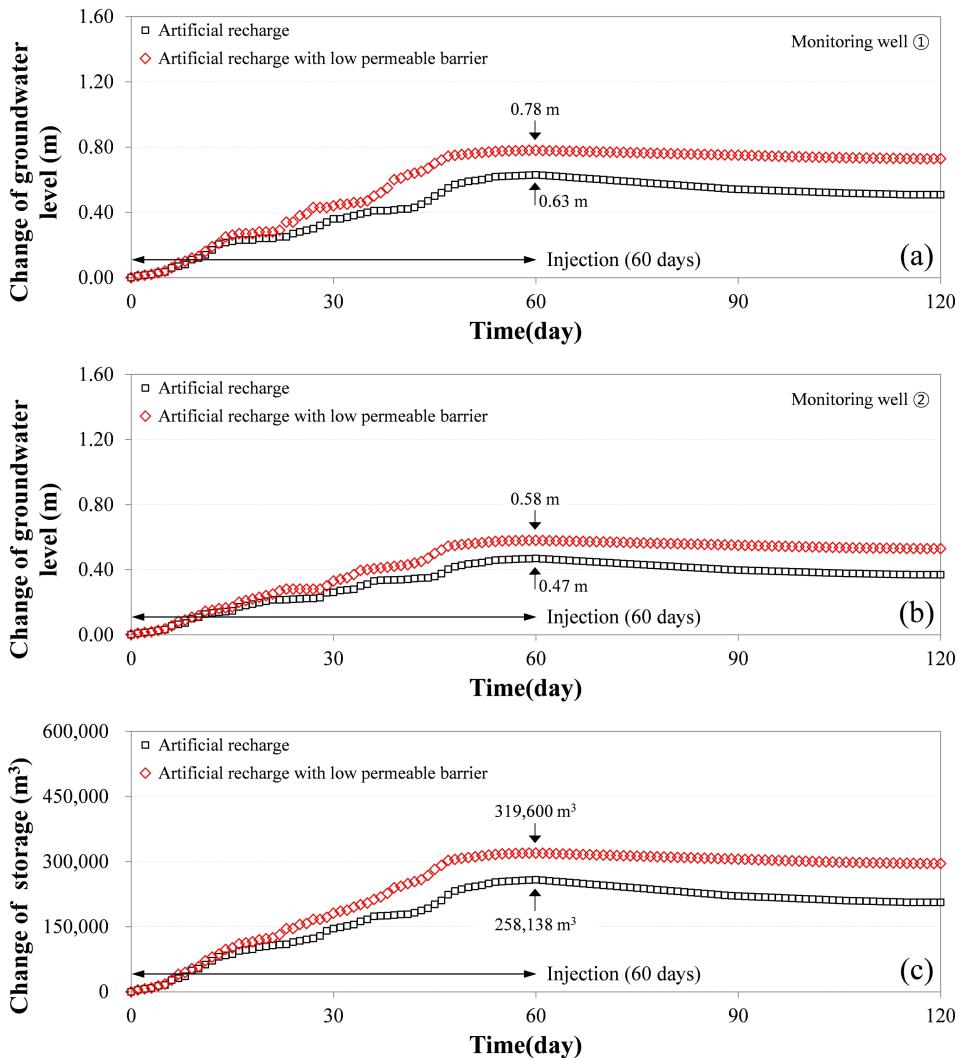 Change of groundwater
level (m)
1.60
1.20
0.80
0.40
0.00
Artificial recharge
Artificial recharge with low permeable barrier
Monitoring well ①
0.78 m
0.63 m
Injection (60 days)
(a)
0
30
60
90
120
Time(day)
Change of groundwater
level (m)
1.60
1.20
0.80
0.40
0.00
Artificial recharge
Artificial recharge with low permeable barrier
Monitoring well ②
0.58 m
0.47 m
Injection (60 days)
(b)
0
30
60
90
120
Time(day)
Change of storage (m³)
600,000
450,000
300,000
150,000
0
Artificial recharge
Artificial recharge with low permeable barrier
319,600 m³
258,138 m³
Injection (60 days)
(c)
0
30
60
90
120
Time(day)